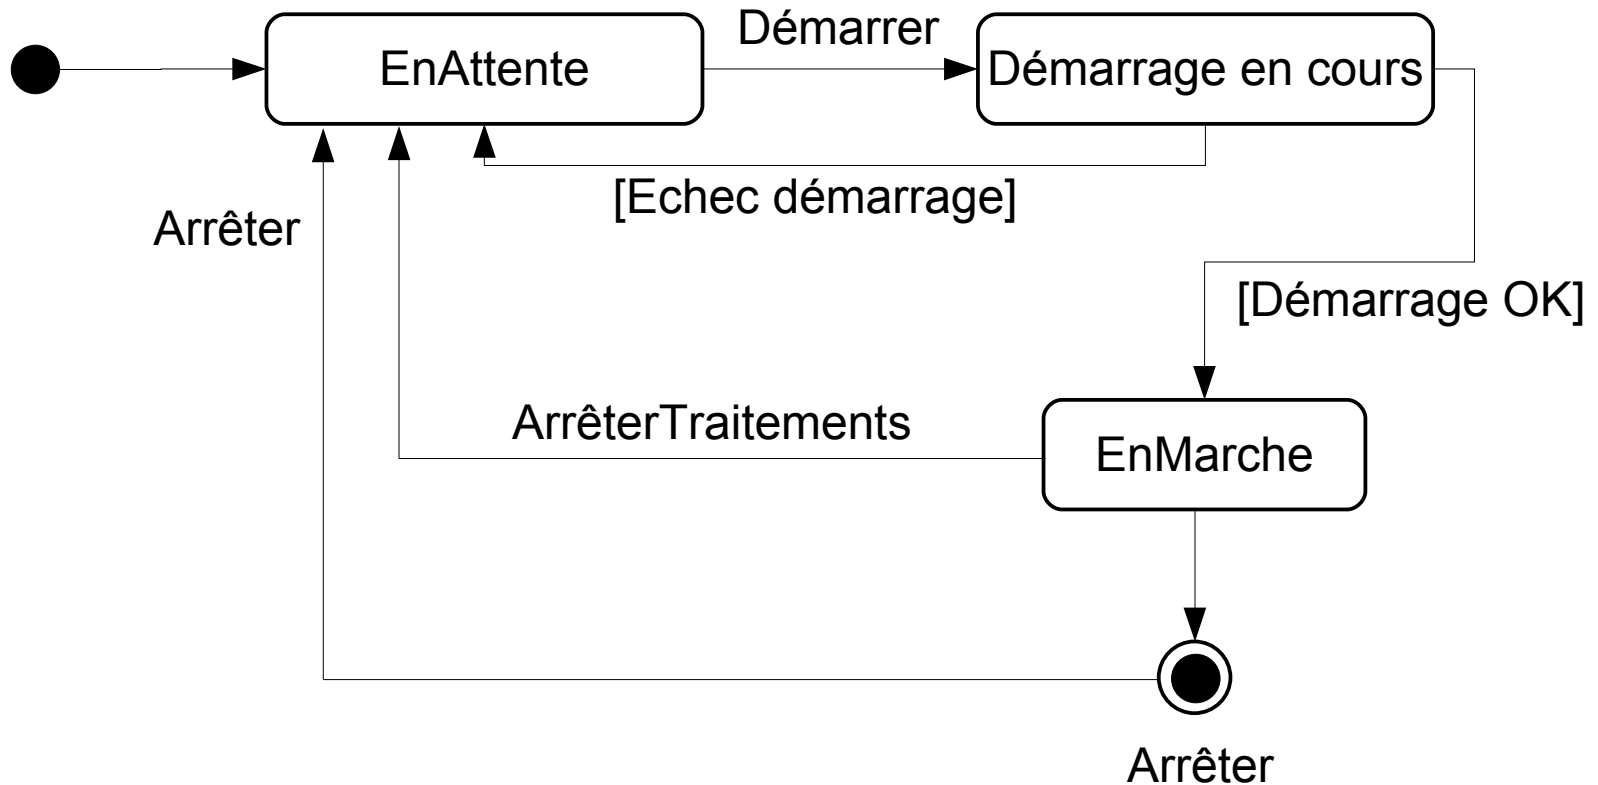 Démarrer
EnAttente
Démarrage en cours
[Echec démarrage]
Arrêter
[Démarrage OK]
ArrêterTraitements
EnMarche
Arrêter